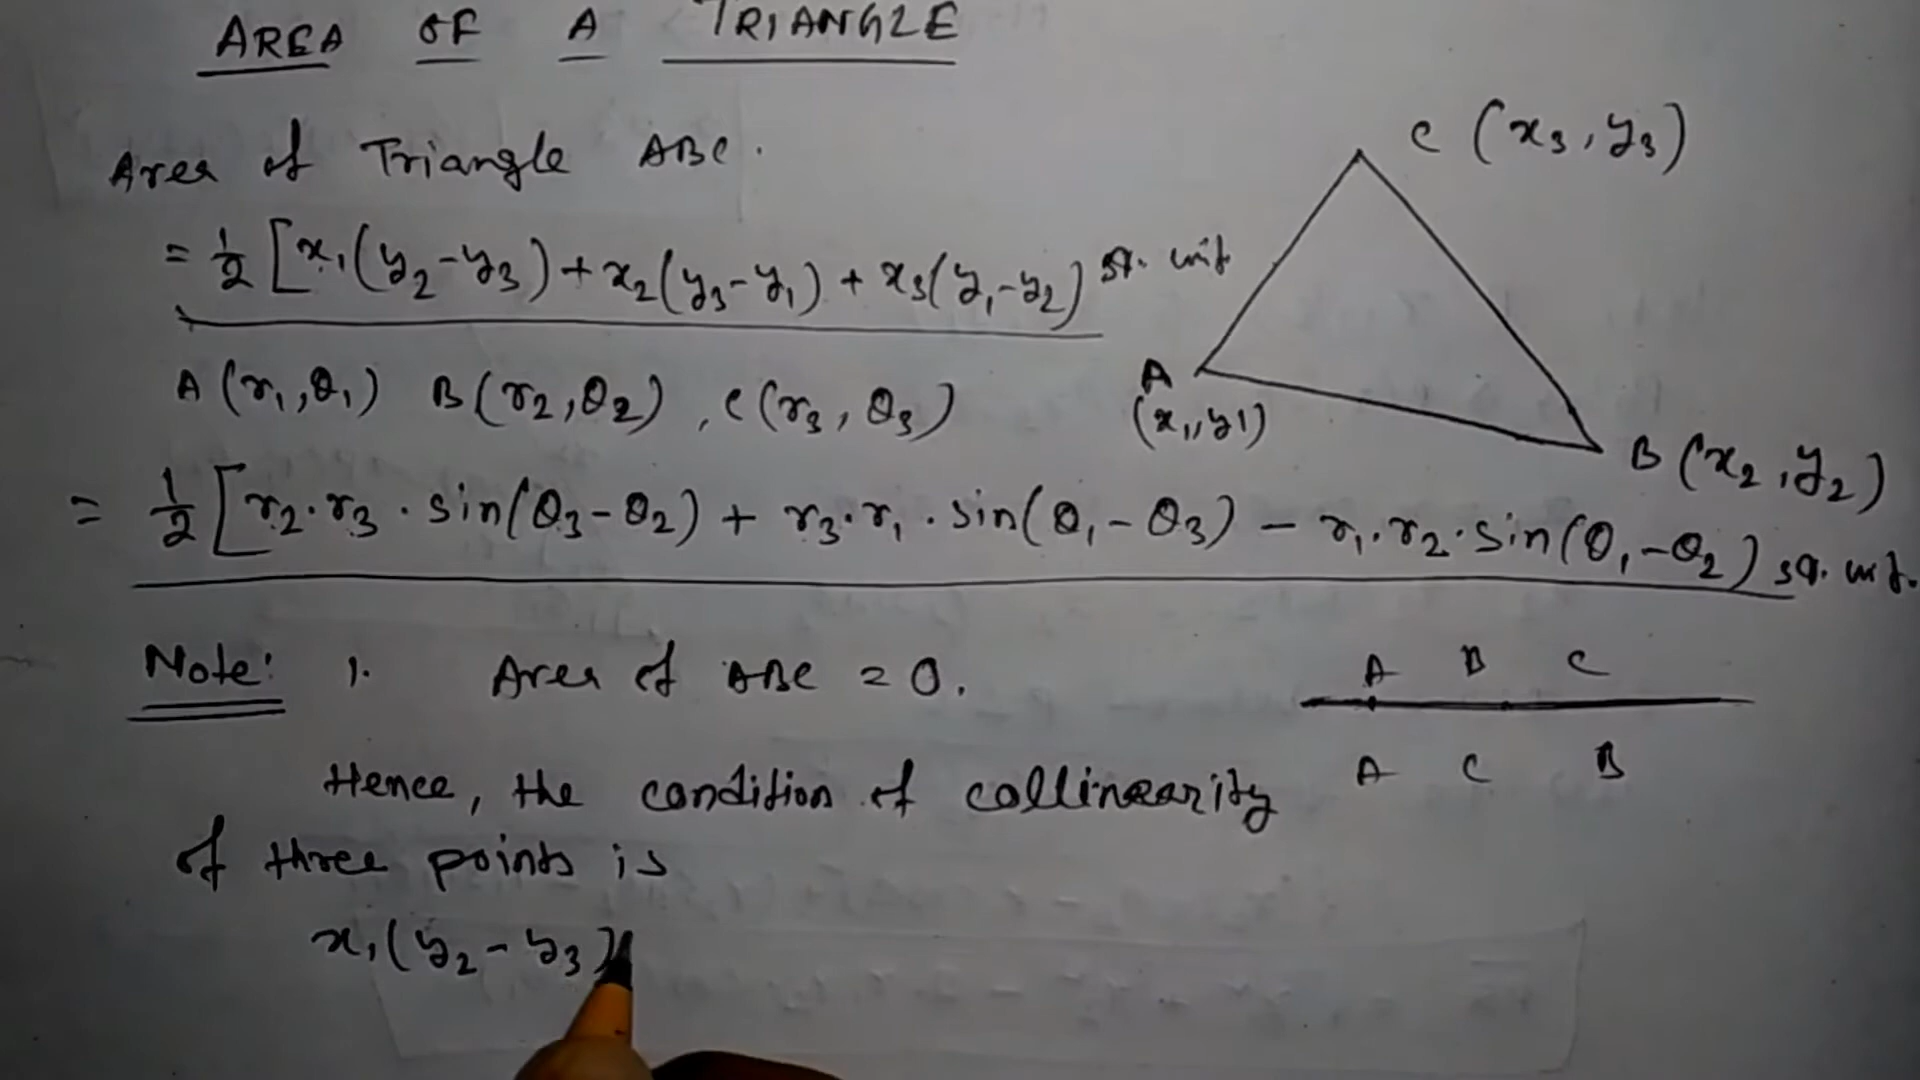 AREA OF A TRIANGLE
Area of Triangle ABC.
= 1/2 [x₁(y₂-y₃)+x₂(y₃-y₁)+x₃(y₁-y₂) sq. unit
A(r₁,θ₁) B(r₂,θ₂), C(r₃,θ₃)
= 1/2 [r₂.r₃.sin(θ₃-θ₂)+r₃.r₁.sin(θ₁-θ₃)-r₁.r₂.sin(θ₁-θ₂) sq. unit.
C (x₃,y₃)
A
(x₁,y1)
B (x₂,y₂)
Note: 1. Area of ABC = 0.
A B C
A C B
Hence, the condition of collinearity
of three points is
x₁(y₂-y₃)